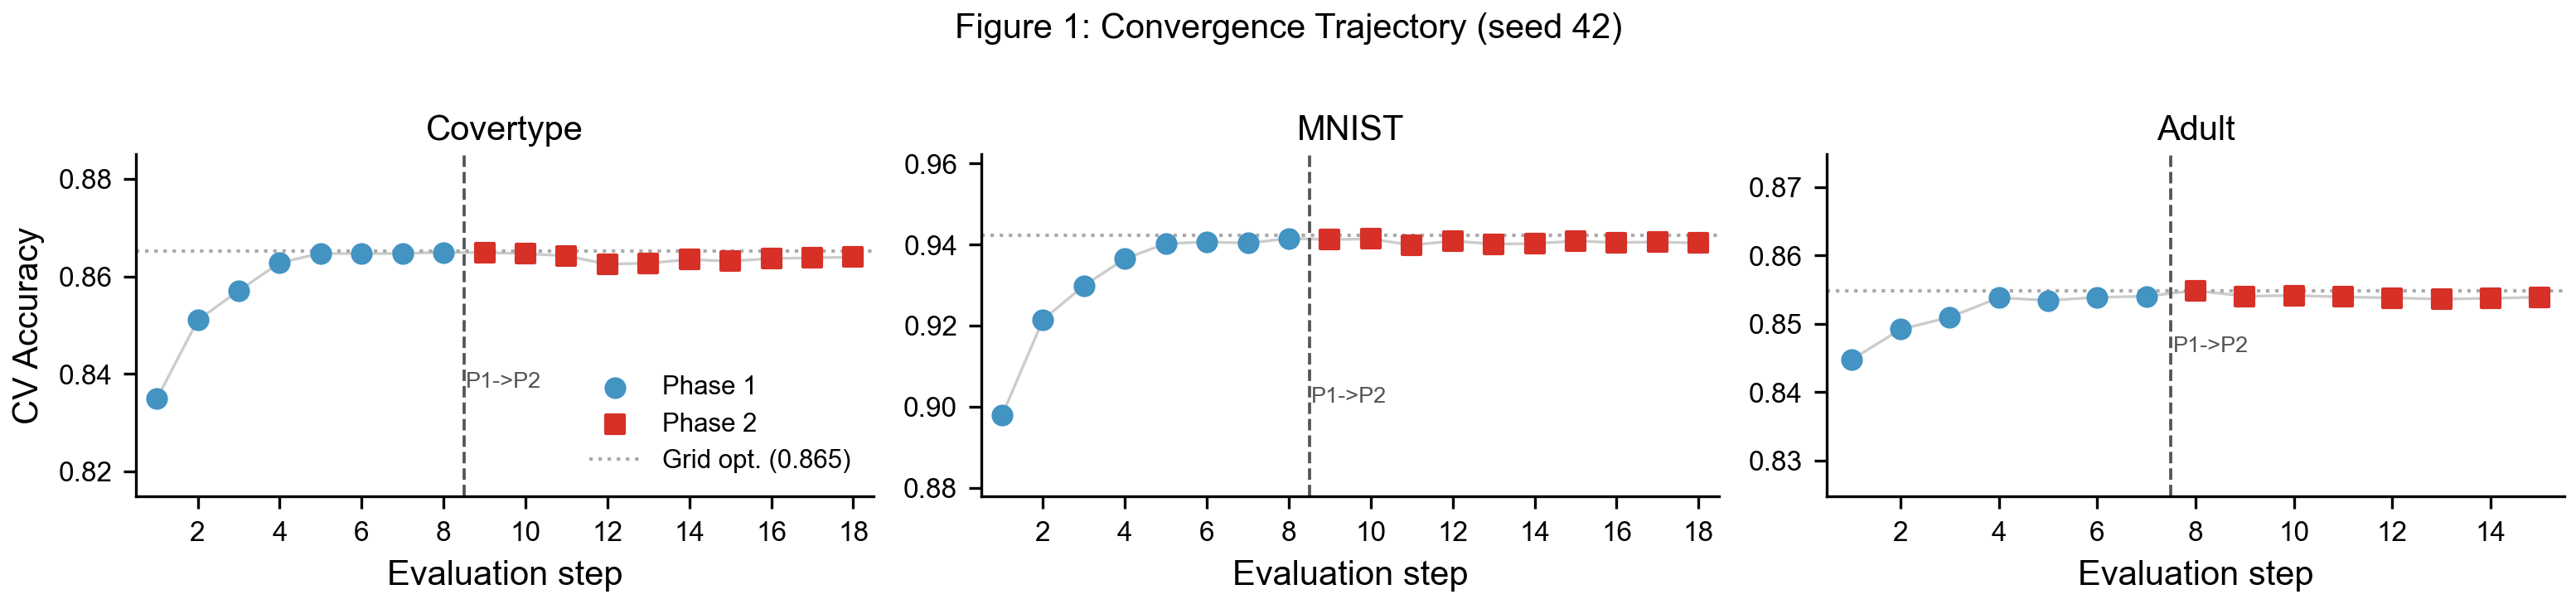 Figure 1: Convergence Trajectory (seed 42)
Covertype
CV Accuracy
0.88
0.86
0.84
0.82
P1->P2
Phase 1
Phase 2
Grid opt. (0.865)
2 4 6 8 10 12 14 16 18
Evaluation step
MNIST
0.96
0.94
0.92
0.90
0.88
P1->P2
2 4 6 8 10 12 14 16 18
Evaluation step
Adult
0.87
0.86
0.85
0.84
0.83
P1->P2
2 4 6 8 10 12 14
Evaluation step